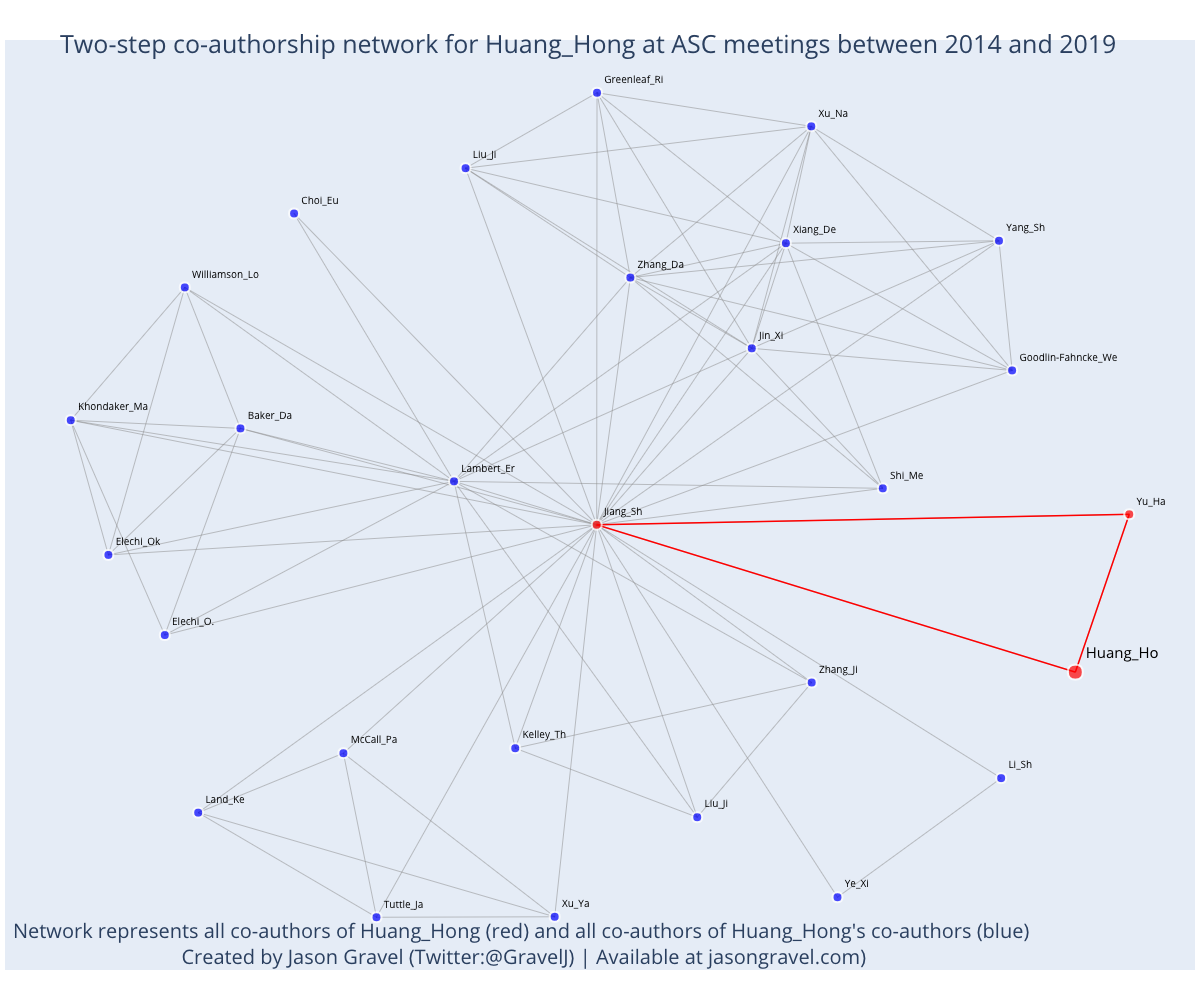 Two-step co-authorship network for Huang_Hong at ASC meetings between 2014 and 2019
Greenleaf_Ri
Xu_Na
Liu_Ji
Choi_Eu
Yang_Sh
Xiang_De
Zhang_Da
Williamson_Lo
Jin_Xi
Goodlin-Fahncke_We
Khondaker_Ma
Baker_Da
Lambert_Er
Shi_Me
Yu_Ha
Jiang_Sh
Elechi_Ok
Elechi_O.
Huang_Ho
Zhang_Ji
Kelley_Th
McCall_Pa
Li_Sh
Land_Ke
Liu_Ji
Ye_Xi
Tuttle_Ja
Xu_Ya
Network represents all co-authors of Huang_Hong (red) and all co-authors of Huang_Hong's co-authors (blue)
Created by Jason Gravel (Twitter:@GravelJ) | Available at jasongravel.com)